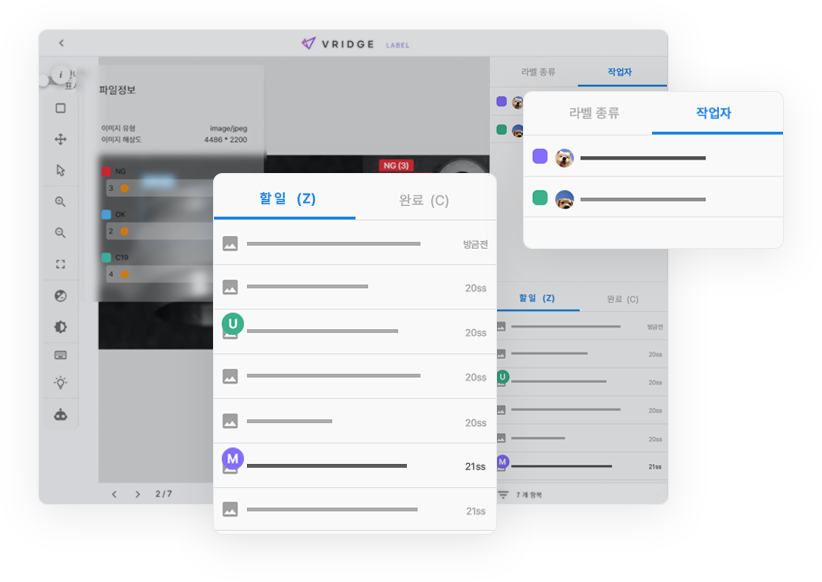 VRIDGE LABEL
i
파일정보
이미지 유형 image/jpeg
이미지 해상도 4486 * 2200
NG
3
OK
2
C19
4
NG (3)
2 / 7
라벨 종류 작업자
라벨 종류 작업자
할 일 (Z) 완료 (C)
방금전
20ss
U
20ss
20ss
20ss
M
21ss
21ss
할 일 (Z) 완료 (C)
방금전
20ss
U
20ss
20ss
20ss
M
21ss
7 개 항목